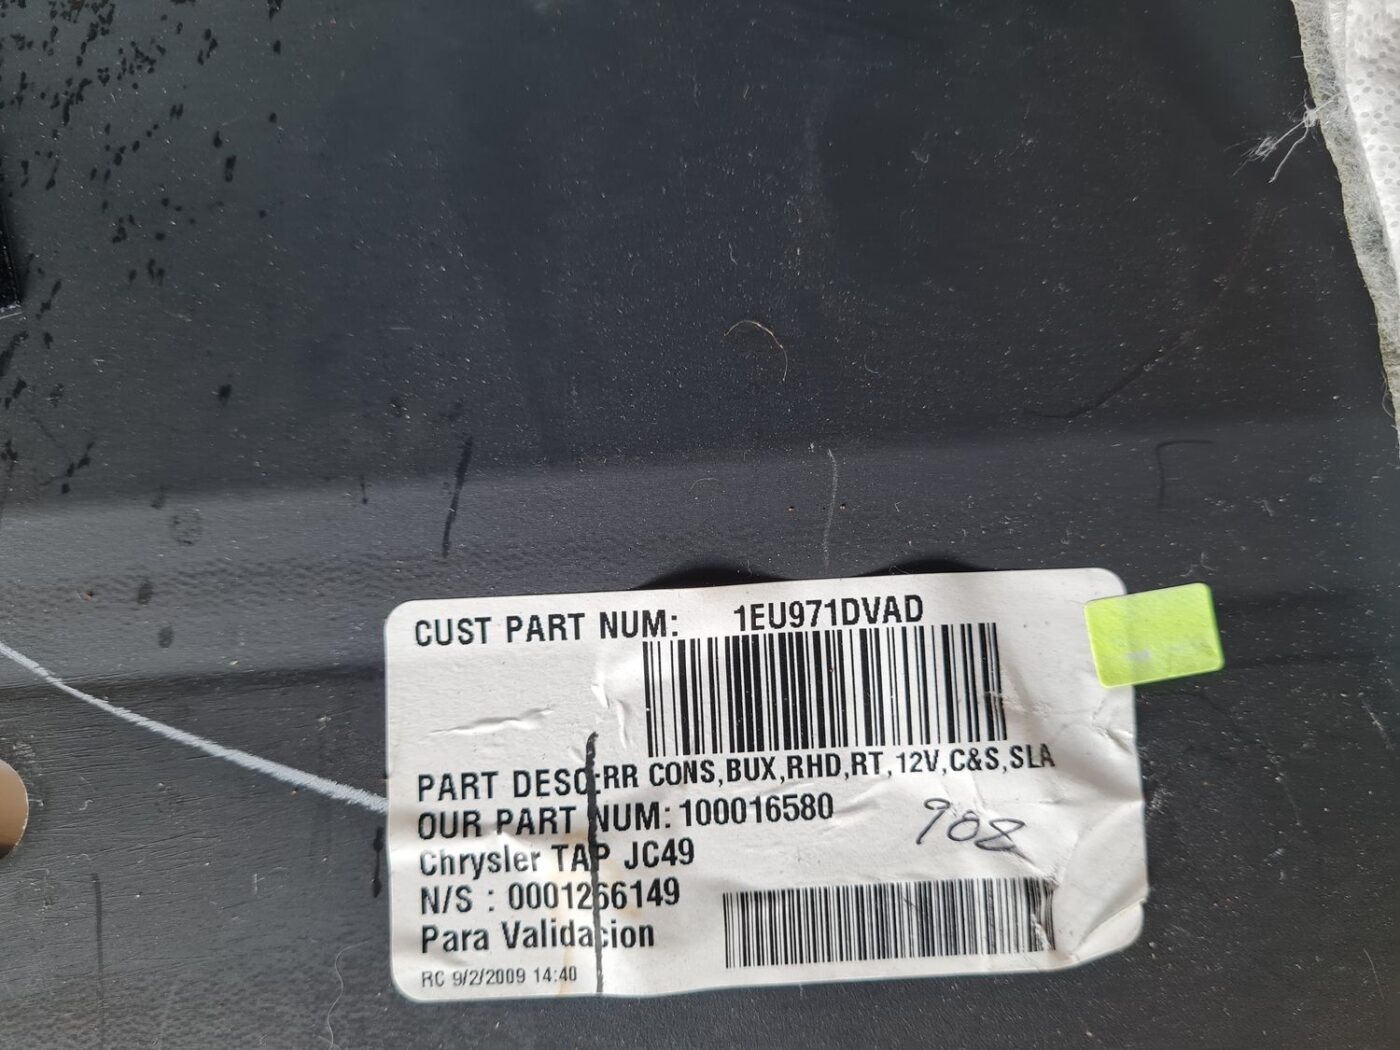 CUST PART NUM: 1EU971DVAD
PART DESC:RR CONS,BUX,RHD,RT,12V,C&S,SLA
OUR PART NUM: 100016580
908
Chrysler TAP JC49
N/S : 0001266149
Para Validacion
RC 9/2/2009 14:40